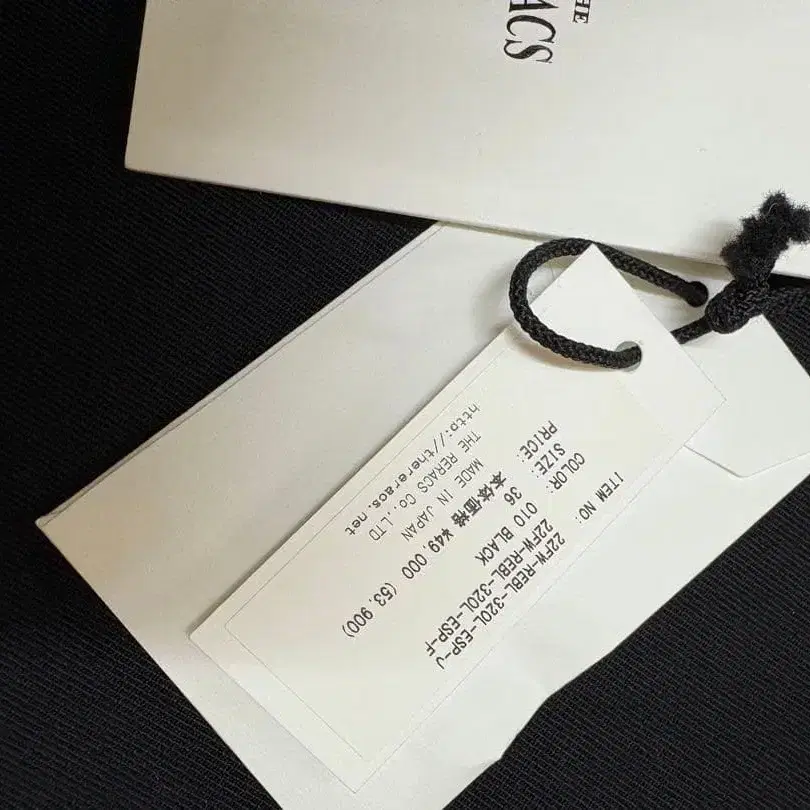 THE
ACS
ITEM NO: 22FW-REBL-320L-ESP-J
22FW-REBL-320L-ESP-F
COLOR: 010 BLACK
SIZE: 36
PRICE: 本体価格 ¥49,000 (53,900)
MADE IN JAPAN
THE RERACS Co.,LTD
http://thereracs.net